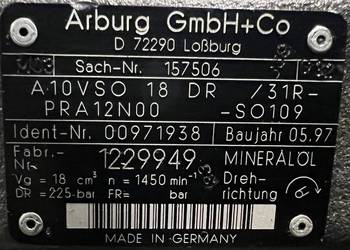 Arburg GmbH+Co
D 72290 Loßburg
Sach-Nr. 157506
A10VSO 18 DR /31R-
PRA12N00 -SO109
Ident-Nr. 00971938 Baujahr 05.97
Fabr.-Nr. 1229949 MINERALÖL
Vg = 18 cm³ n = 1450 min⁻¹ Dreh-
DR = 225-bar FR= bar richtung
MADE IN GERMANY